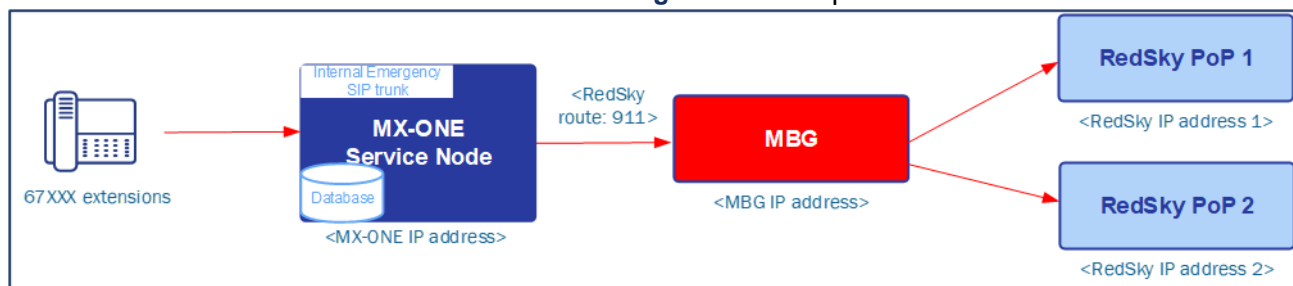 67XXX extensions
Internal Emergency
SIP trunk
MX-ONE
Service Node
Database
<MX-ONE IP address>
<RedSky
route: 911>
MBG
<MBG IP address>
RedSky PoP 1
<RedSky IP address 1>
RedSky PoP 2
<RedSky IP address 2>